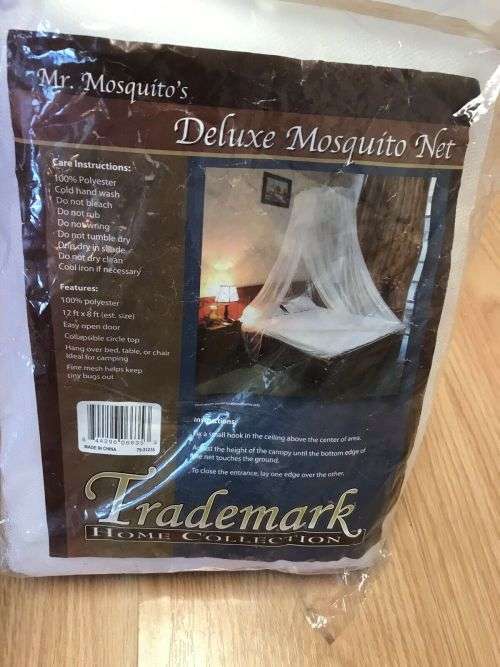 Mr. Mosquito's
Deluxe Mosquito Net
Care Instructions:
100% Polyester
Cold hand wash
Do not bleach
Do not rub
Do not wring
Do not tumble dry
Drip dry in shade
Do not dry clean
Cool iron if necessary
Features:
100% polyester
12 ft x 8 ft (est. size)
Easy open door
Collapsible circle top
Hang over bed, table, or chair
Ideal for camping
Fine mesh helps keep
tiny bugs out.
MADE IN CHINA
Instructions:
Fix a small hook in the ceiling above the center of area.
Adjust the height of the canopy until the bottom edge of
the net touches the ground.
To close the entrance, lay one edge over the other.
Trademark
HOME COLLECTION